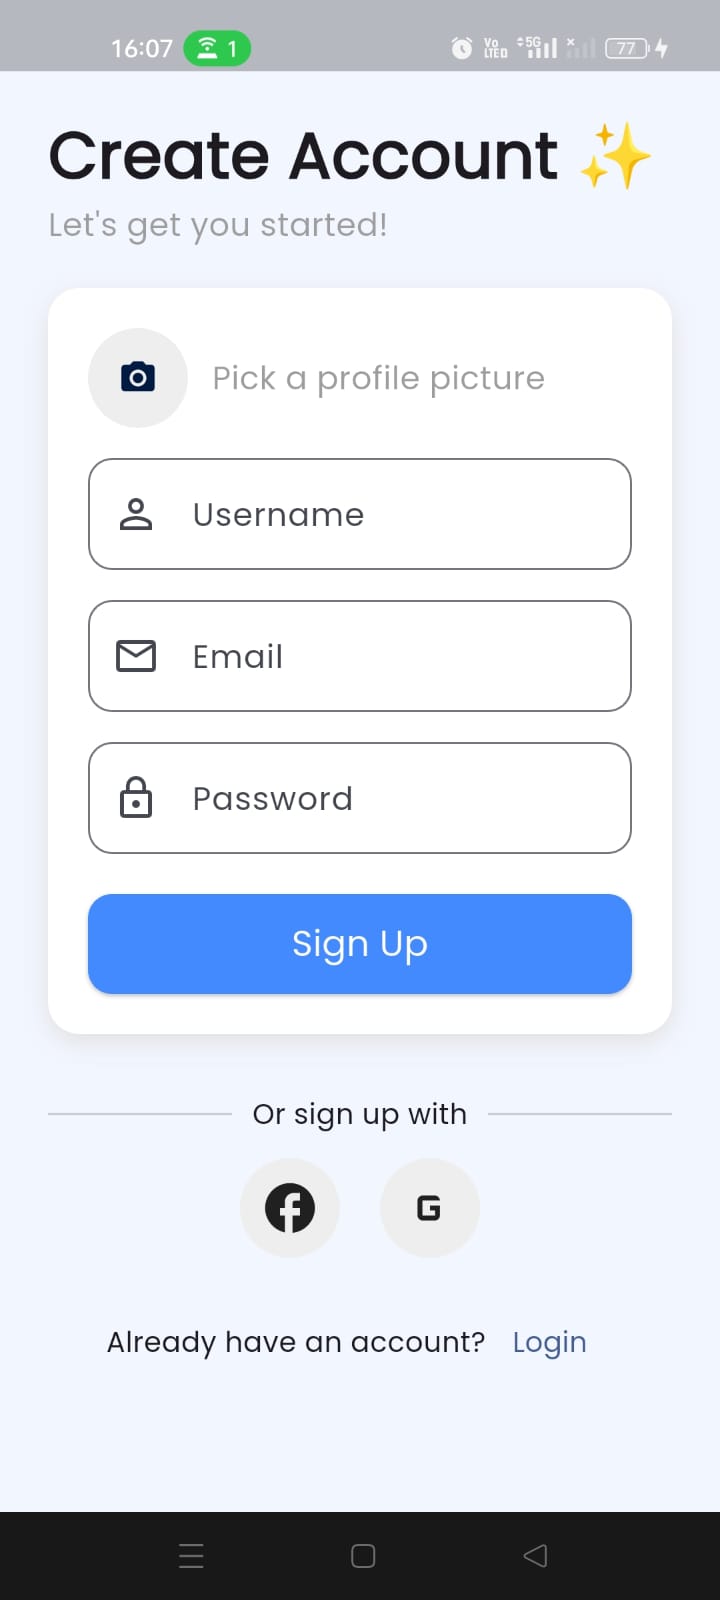 16:07 1 Vo LTED 5G 77
Create Account ✨
Let's get you started!
Pick a profile picture
Username
Email
Password
Sign Up
Or sign up with
G
Already have an account? Login